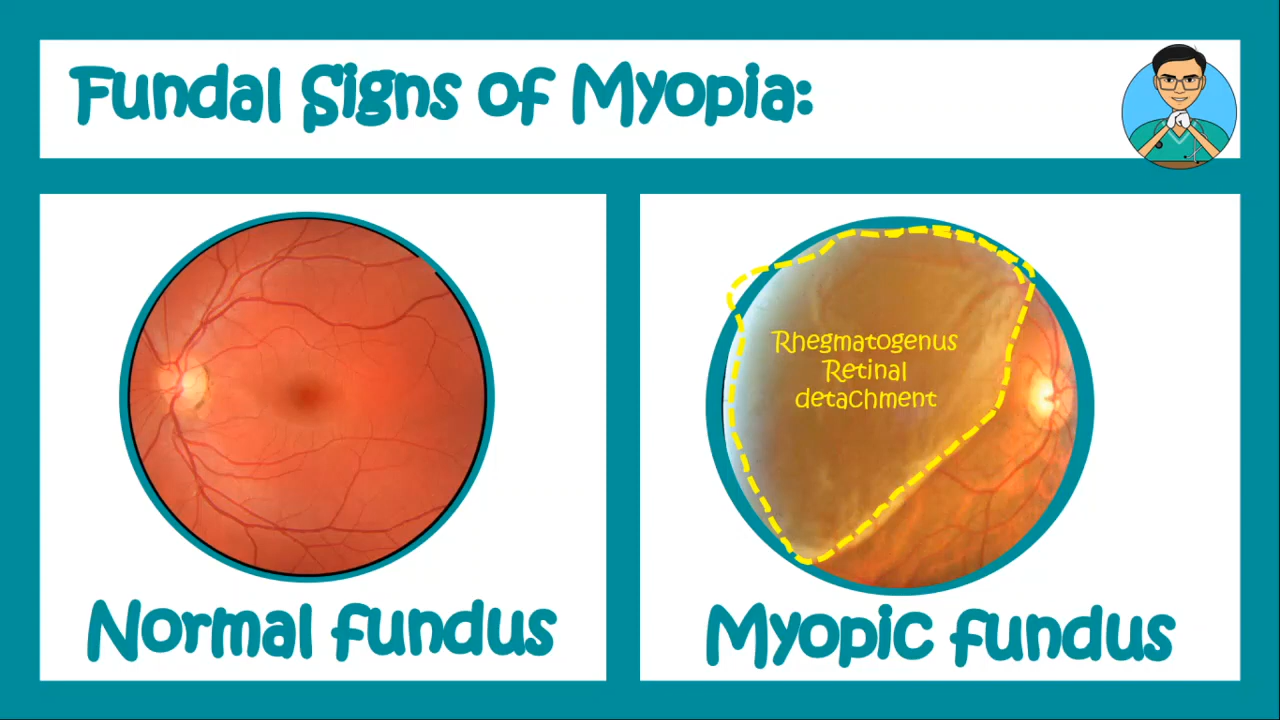 Fundal Signs of Myopia:
Rhegmatogenus
Retinal
detachment
Normal fundus
Myopic fundus